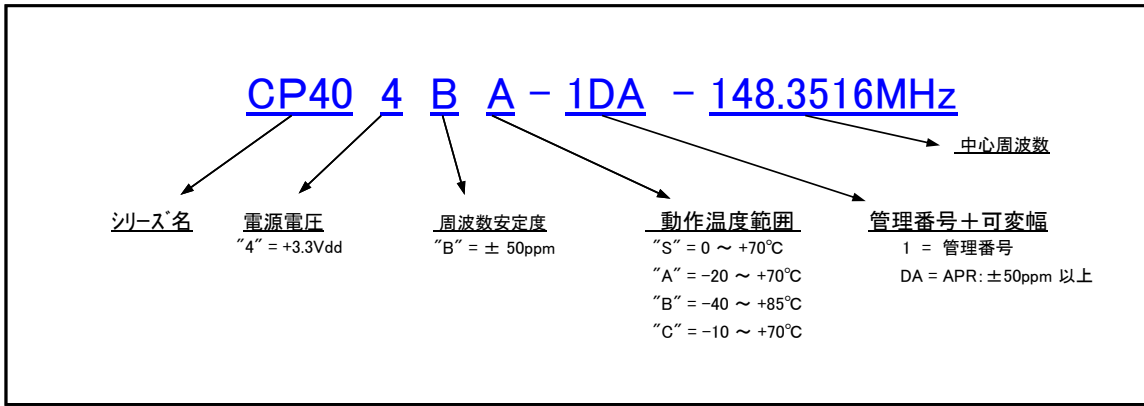 CP40 4 B A - 1DA - 148.3516MHz
中心周波数
シリーズ名 電源電圧 周波数安定度 動作温度範囲 管理番号＋可変幅
"4" = +3.3Vdd "B" = ± 50ppm "S" = 0 ～ +70℃ 1 = 管理番号
"A" = -20 ～ +70℃ DA = APR: ±50ppm 以上
"B" = -40 ～ +85℃
"C" = -10 ～ +70℃